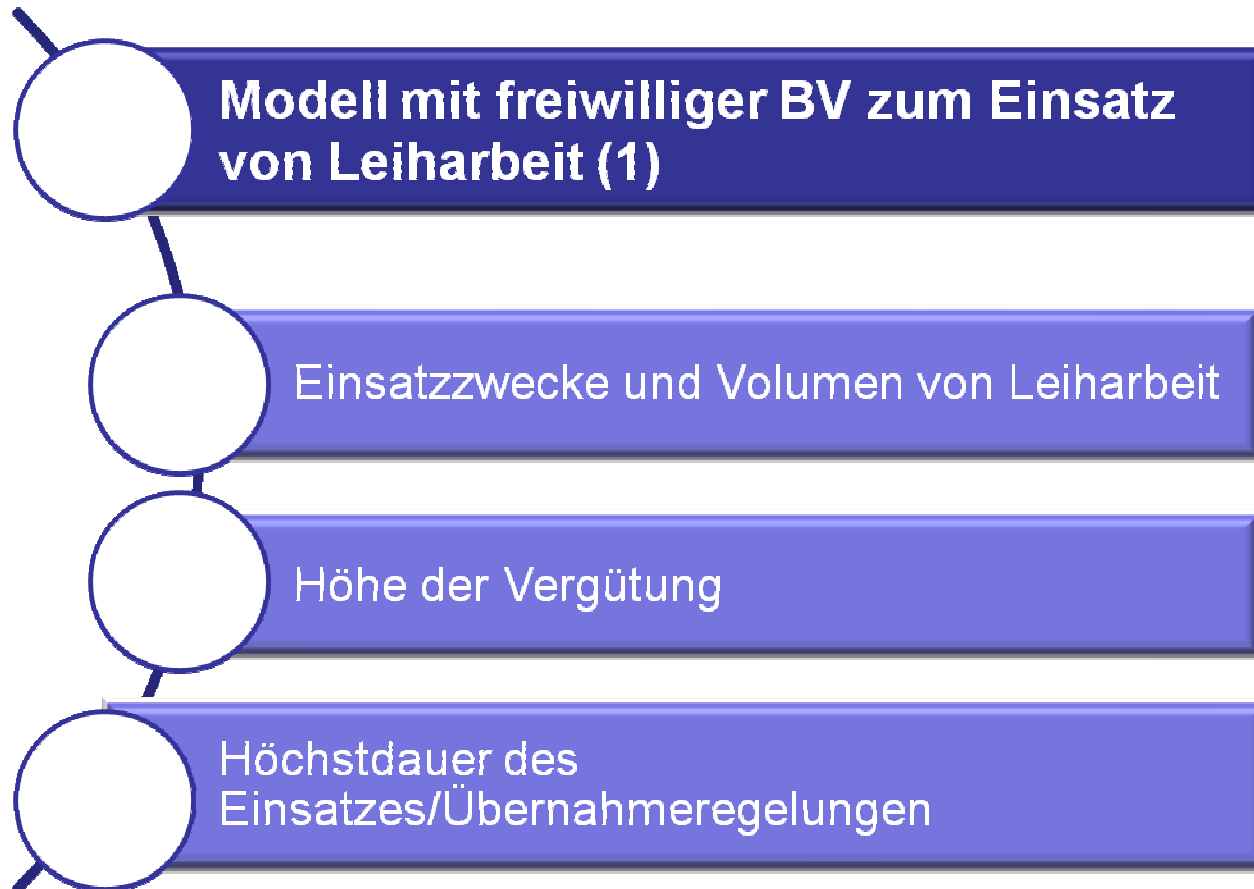 Modell mit freiwilliger BV zum Einsatz
von Leiharbeit (1)
Einsatzzwecke und Volumen von Leiharbeit
Höhe der Vergütung
Höchstdauer des
Einsatzes/Übernahmeregelungen